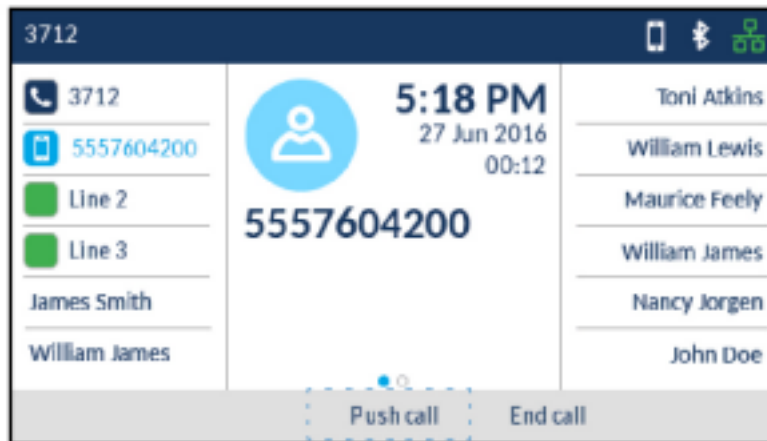 3712
3712
5557604200
Line 2
Line 3
James Smith
William James
5:18 PM
27 Jun 2016
00:12
5557604200
Toni Atkins
William Lewis
Maurice Feely
William James
Nancy Jorgen
John Doe
Push call
End call